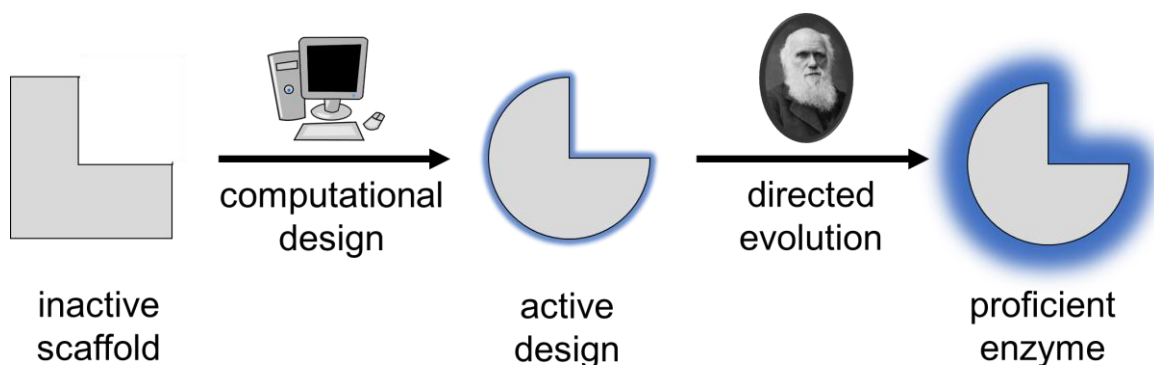 computational
design
directed
evolution
inactive
scaffold
active
design
proficient
enzyme